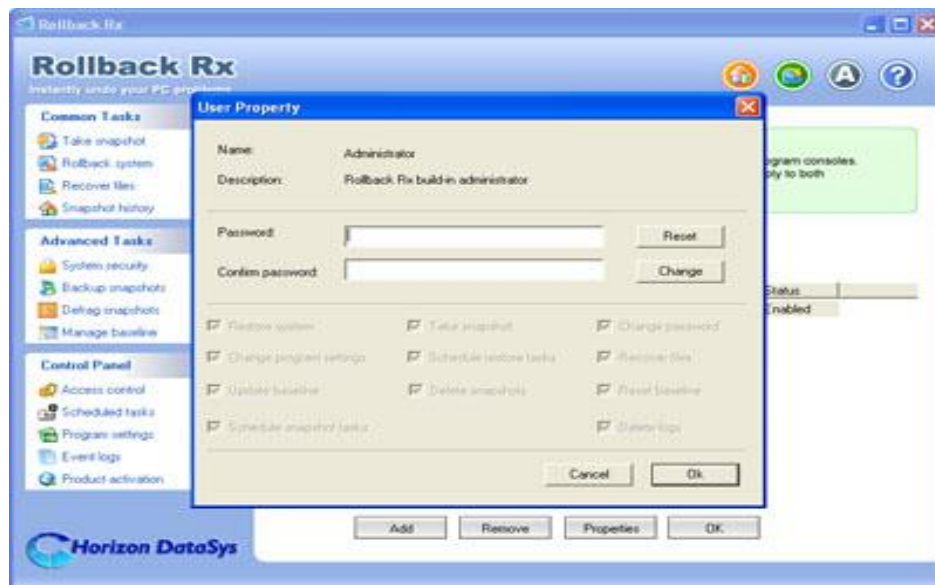 Rollback Rx
Rollback Rx
Instantly undo your PC problems
Common Tasks
Take snapshot
Rollback system
Recover files
Snapshot history
Advanced Tasks
System security
Backup snapshots
Defrag snapshots
Manage baseline
Control Panel
Access control
Scheduled tasks
Program settings
Event logs
Product activation
Horizon DataSys
A
?
User Property
Name:
Administrator
Description:
Rollback Rx build-in administrator
Password:
Reset
Confirm password:
Change
Restore system
Take snapshot
Change password
Change program settings
Schedule restore tasks
Recover files
Update baseline
Delete snapshots
Reset baseline
Schedule snapshot tasks
Delete logs
Cancel
Ok
ogram consoles.
ply to both
Status
Enabled
Add
Remove
Properties
OK